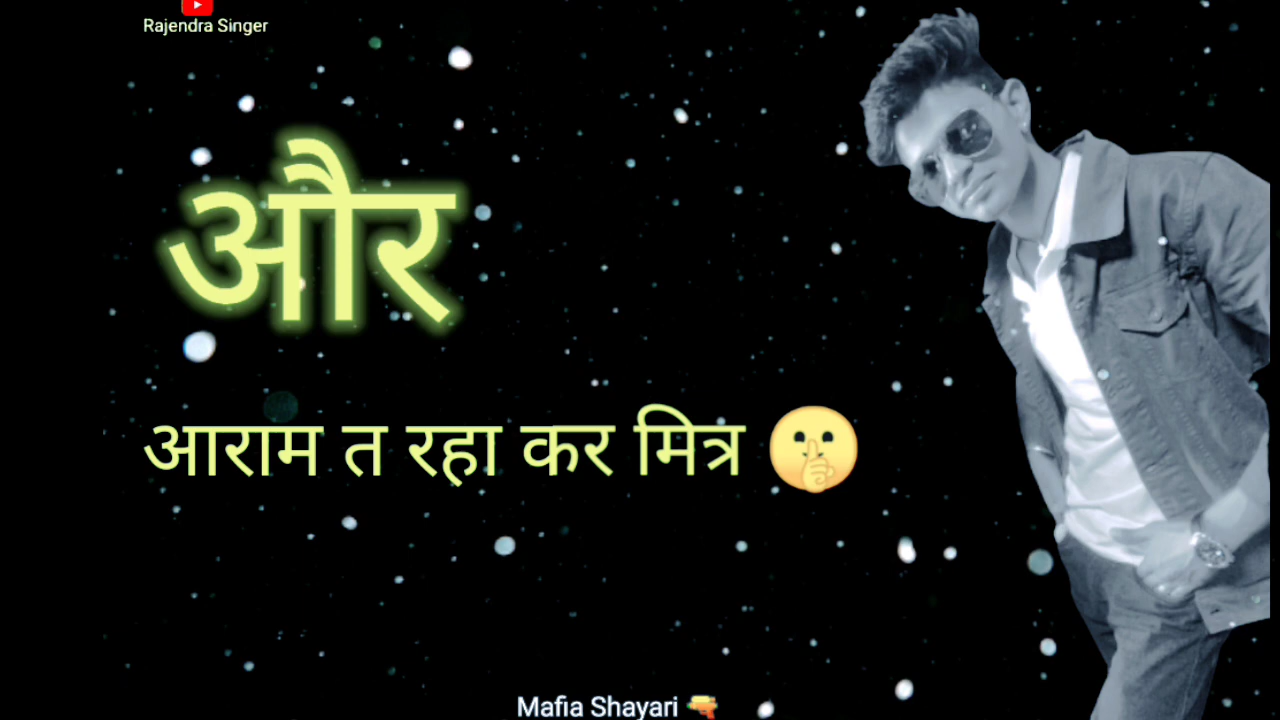 Rajendra Singer
और
आराम त रहा कर मित्र 🤫
Mafia Shayari 🔫